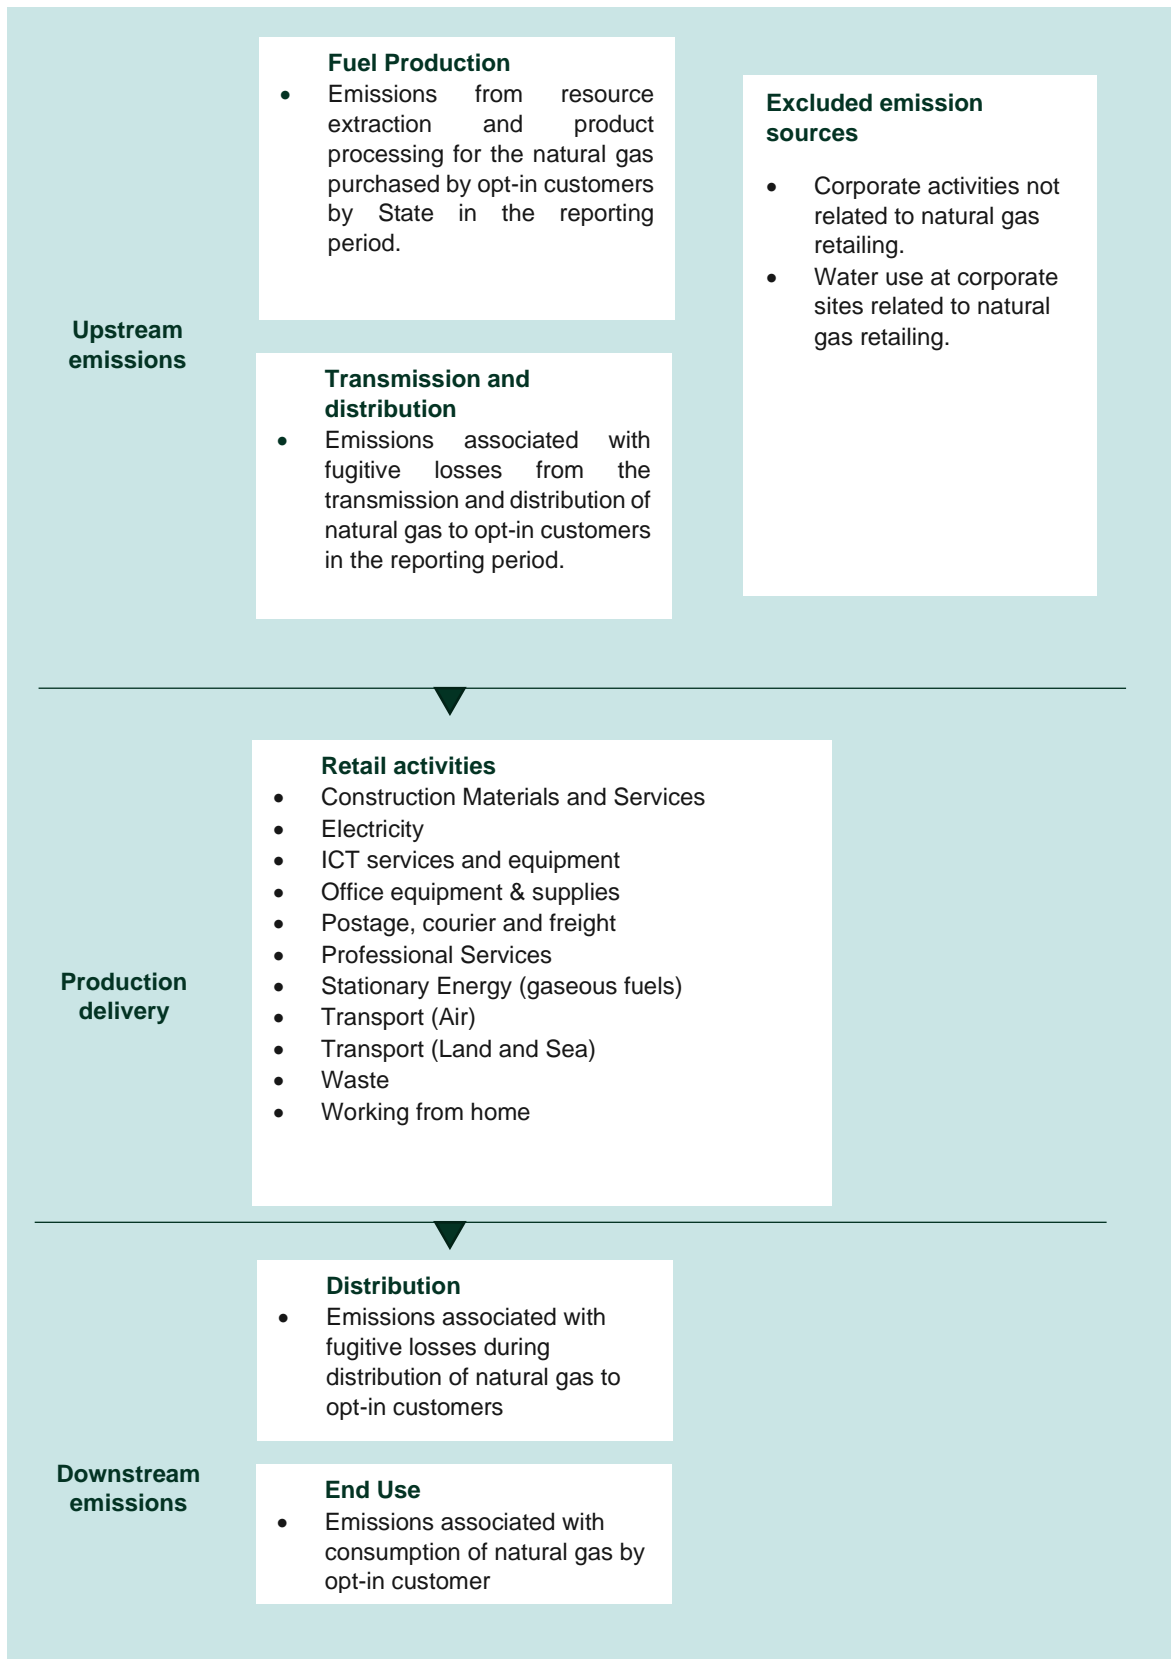 Fuel Production
• Emissions from resource
extraction and product
processing for the natural gas
purchased by opt-in customers
by State in the reporting
period.
Excluded emission
sources
• Corporate activities not
related to natural gas
retailing.
• Water use at corporate
sites related to natural
gas retailing.
Upstream
emissions
Transmission and
distribution
• Emissions associated with
fugitive losses from the
transmission and distribution of
natural gas to opt-in customers
in the reporting period.
Retail activities
• Construction Materials and Services
• Electricity
• ICT services and equipment
• Office equipment & supplies
• Postage, courier and freight
• Professional Services
• Stationary Energy (gaseous fuels)
• Transport (Air)
• Transport (Land and Sea)
• Waste
• Working from home
Production
delivery
Distribution
• Emissions associated with
fugitive losses during
distribution of natural gas to
opt-in customers
Downstream
emissions
End Use
• Emissions associated with
consumption of natural gas by
opt-in customer